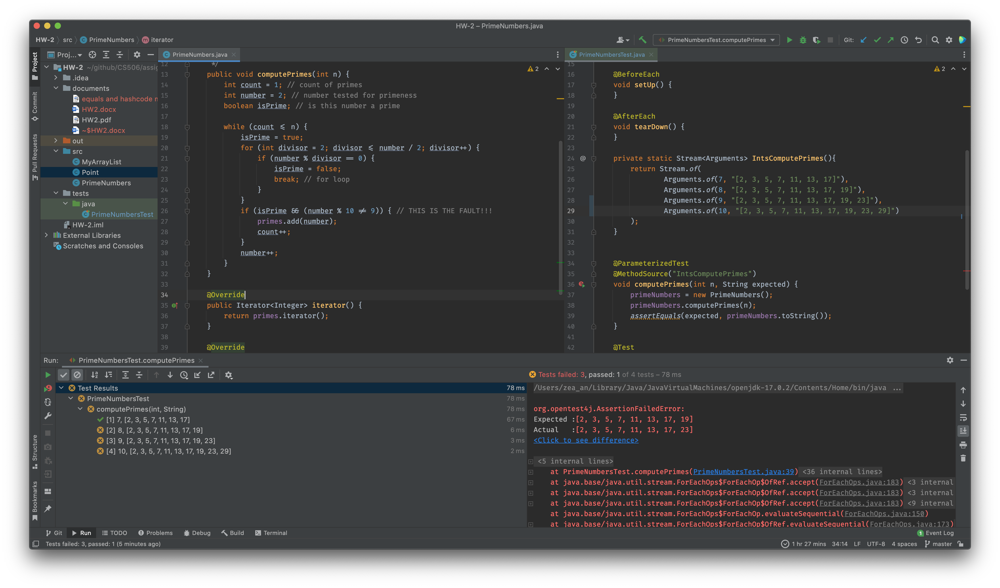 HW-2 – PrimeNumbers.java
HW-2 〉 src 〉 PrimeNumbers 〉 iterator
PrimeNumbersTest.computePrimes
Git:
Project
Commit
Pull Requests
Structure
Bookmarks
Proj...
HW-2 ~/github/CS506/assig
.idea
documents
equals and hashcode
HW2.docx
HW2.pdf
~$HW2.docx
out
src
MyArrayList
Point
PrimeNumbers
tests
java
PrimeNumbersTest
HW-2.iml
External Libraries
Scratches and Consoles
PrimeNumbers.java
2
12 */
13 public void computePrimes(int n) {
14 int count = 1; // count of primes
15 int number = 2; // number tested for primeness
16 boolean isPrime; // is this number a prime
17
18 while (count <= n) {
19 isPrime = true;
20 for (int divisor = 2; divisor <= number / 2; divisor++) {
21 if (number % divisor == 0) {
22 isPrime = false;
23 break; // for loop
24 }
25 }
26 if (isPrime && (number % 10 != 9)) { // THIS IS THE FAULT!!!
27 primes.add(number);
28 count++;
29 }
30 number++;
31 }
32 }
33
34 @Override
35 public Iterator<Integer> iterator() {
36 return primes.iterator();
37 }
38
39 @Override
PrimeNumbersTest.java
2
15
16 @BeforeEach
17 void setUp() {
18 }
19
20 @AfterEach
21 void tearDown() {
22 }
23
24 @ private static Stream<Arguments> IntsComputePrimes(){
25 return Stream.of(
26 Arguments.of(7, "[2, 3, 5, 7, 11, 13, 17]"),
27 Arguments.of(8, "[2, 3, 5, 7, 11, 13, 17, 19]"),
28 Arguments.of(9, "[2, 3, 5, 7, 11, 13, 17, 19, 23]"),
29 Arguments.of(10, "[2, 3, 5, 7, 11, 13, 17, 19, 23, 29]")
30 );
31 }
32
33
34 @ParameterizedTest
35 @MethodSource("IntsComputePrimes")
36 void computePrimes(int n, String expected) {
37 primeNumbers = new PrimeNumbers();
38 primeNumbers.computePrimes(n);
39 assertEquals(expected, primeNumbers.toString());
40 }
41
42 @Test
Run: PrimeNumbersTest.computePrimes
Test Results 78 ms
PrimeNumbersTest 78 ms
computePrimes(int, String) 78 ms
[1] 7, [2, 3, 5, 7, 11, 13, 17] 67 ms
[2] 8, [2, 3, 5, 7, 11, 13, 17, 19] 6 ms
[3] 9, [2, 3, 5, 7, 11, 13, 17, 19, 23] 3 ms
[4] 10, [2, 3, 5, 7, 11, 13, 17, 19, 23, 29] 2 ms
Tests failed: 3, passed: 1 of 4 tests – 78 ms
/Users/zea_an/Library/Java/JavaVirtualMachines/openjdk-17.0.2/Contents/Home/bin/java ...
org.opentest4j.AssertionFailedError:
Expected :[2, 3, 5, 7, 11, 13, 17, 19]
Actual :[2, 3, 5, 7, 11, 13, 17, 23]
<Click to see difference>
<5 internal lines>
at PrimeNumbersTest.computePrimes(PrimeNumbersTest.java:39) <36 internal lines>
at java.base/java.util.stream.ForEachOps$ForEachOp$OfRef.accept(ForEachOps.java:183) <3 internal
at java.base/java.util.stream.ForEachOps$ForEachOp$OfRef.accept(ForEachOps.java:183) <3 internal
at java.base/java.util.stream.ForEachOps$ForEachOp$OfRef.accept(ForEachOps.java:183) <9 internal
at java.base/java.util.stream.ForEachOps$ForEachOp.evaluateSequential(ForEachOps.java:150)
at java.base/java.util.stream.ForEachOps$ForEachOp$OfRef.evaluateSequential(ForEachOps.java:173)
Git Run TODO Problems Debug Build Terminal 1 Event Log
Tests failed: 3, passed: 1 (5 minutes ago) 1 hr 27 mins 34:14 LF UTF-8 4 spaces master